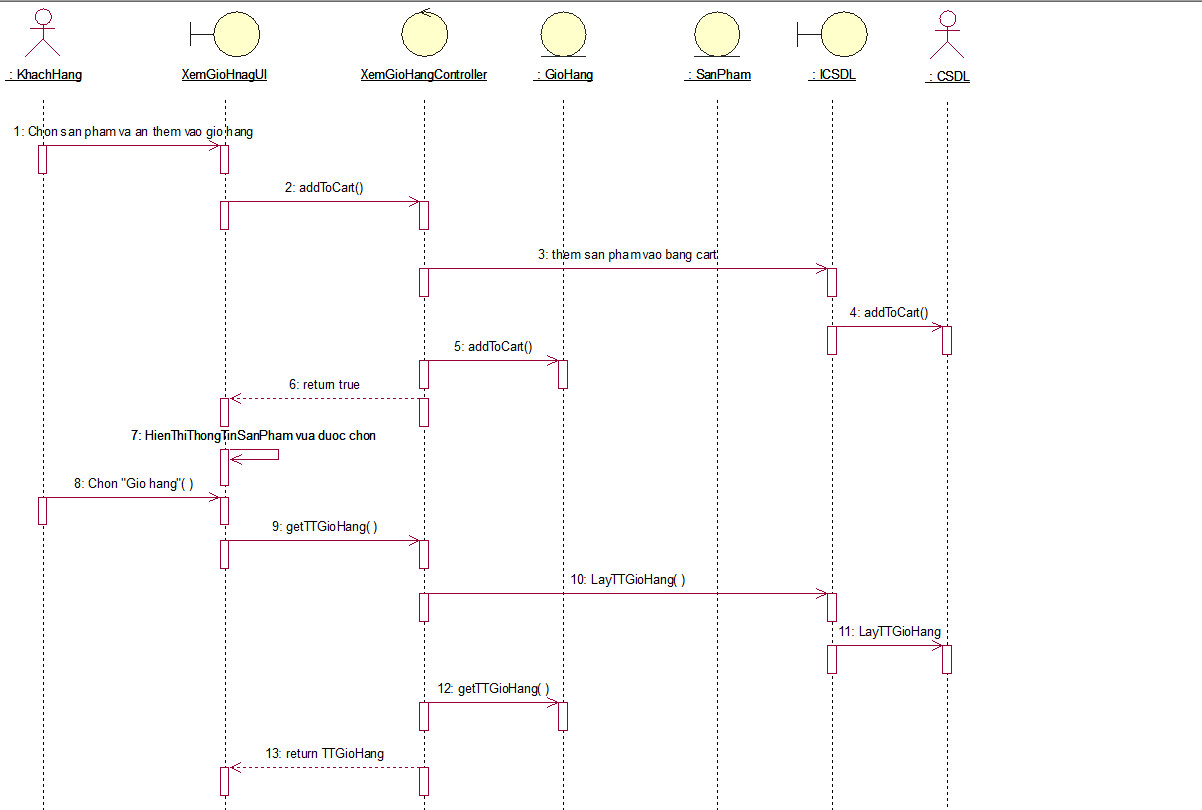 : KhachHang
XemGioHnagUI
XemGioHangController
: GioHang
: SanPham
: ICSDL
: CSDL
1: Chon san pham va an them vao gio hang
2: addToCart()
3: them san pham vao bang cart
4: addToCart()
5: addToCart()
6: return true
7: HienThiThongTinSanPham vua duoc chon
8: Chon "Gio hang"( )
9: getTTGioHang( )
10: LayTTGioHang( )
11: LayTTGioHang
12: getTTGioHang( )
13: return TTGioHang